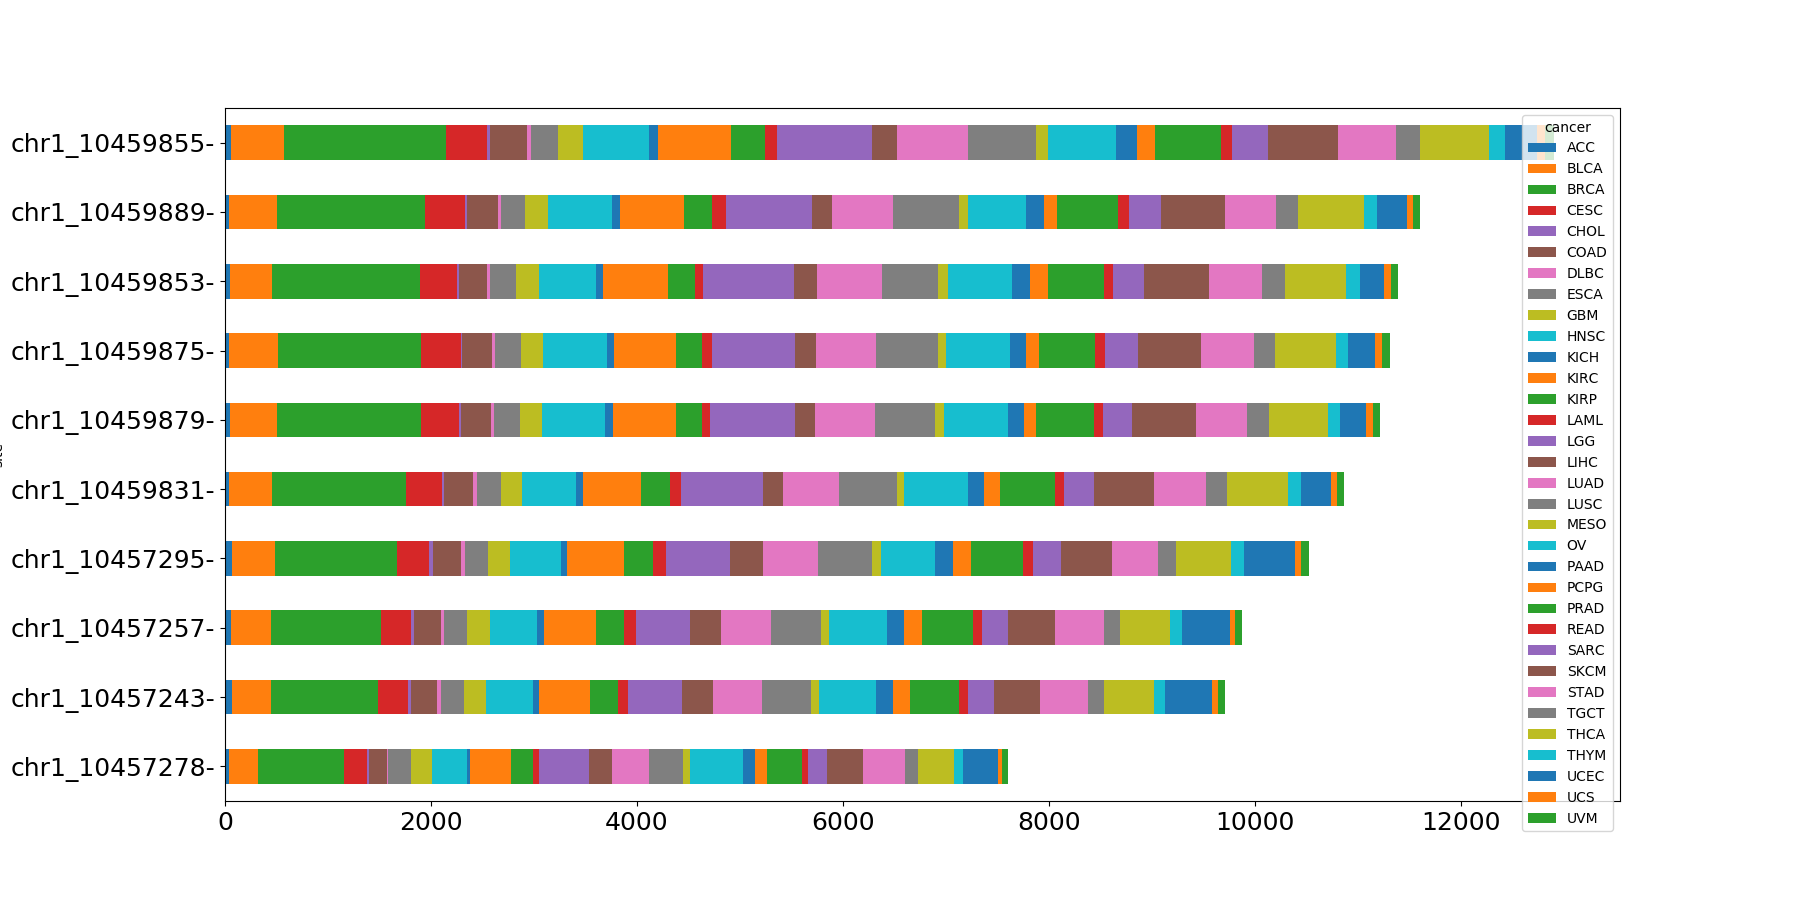 chr1_10459855-
chr1_10459889-
chr1_10459853-
chr1_10459875-
chr1_10459879-
chr1_10459831-
chr1_10457295-
chr1_10457257-
chr1_10457243-
chr1_10457278-
0 2000 4000 6000 8000 10000 12000
cancer
ACC
BLCA
BRCA
CESC
CHOL
COAD
DLBC
ESCA
GBM
HNSC
KICH
KIRC
KIRP
LAML
LGG
LIHC
LUAD
LUSC
MESO
OV
PAAD
PCPG
PRAD
READ
SARC
SKCM
STAD
TGCT
THCA
THYM
UCEC
UCS
UVM